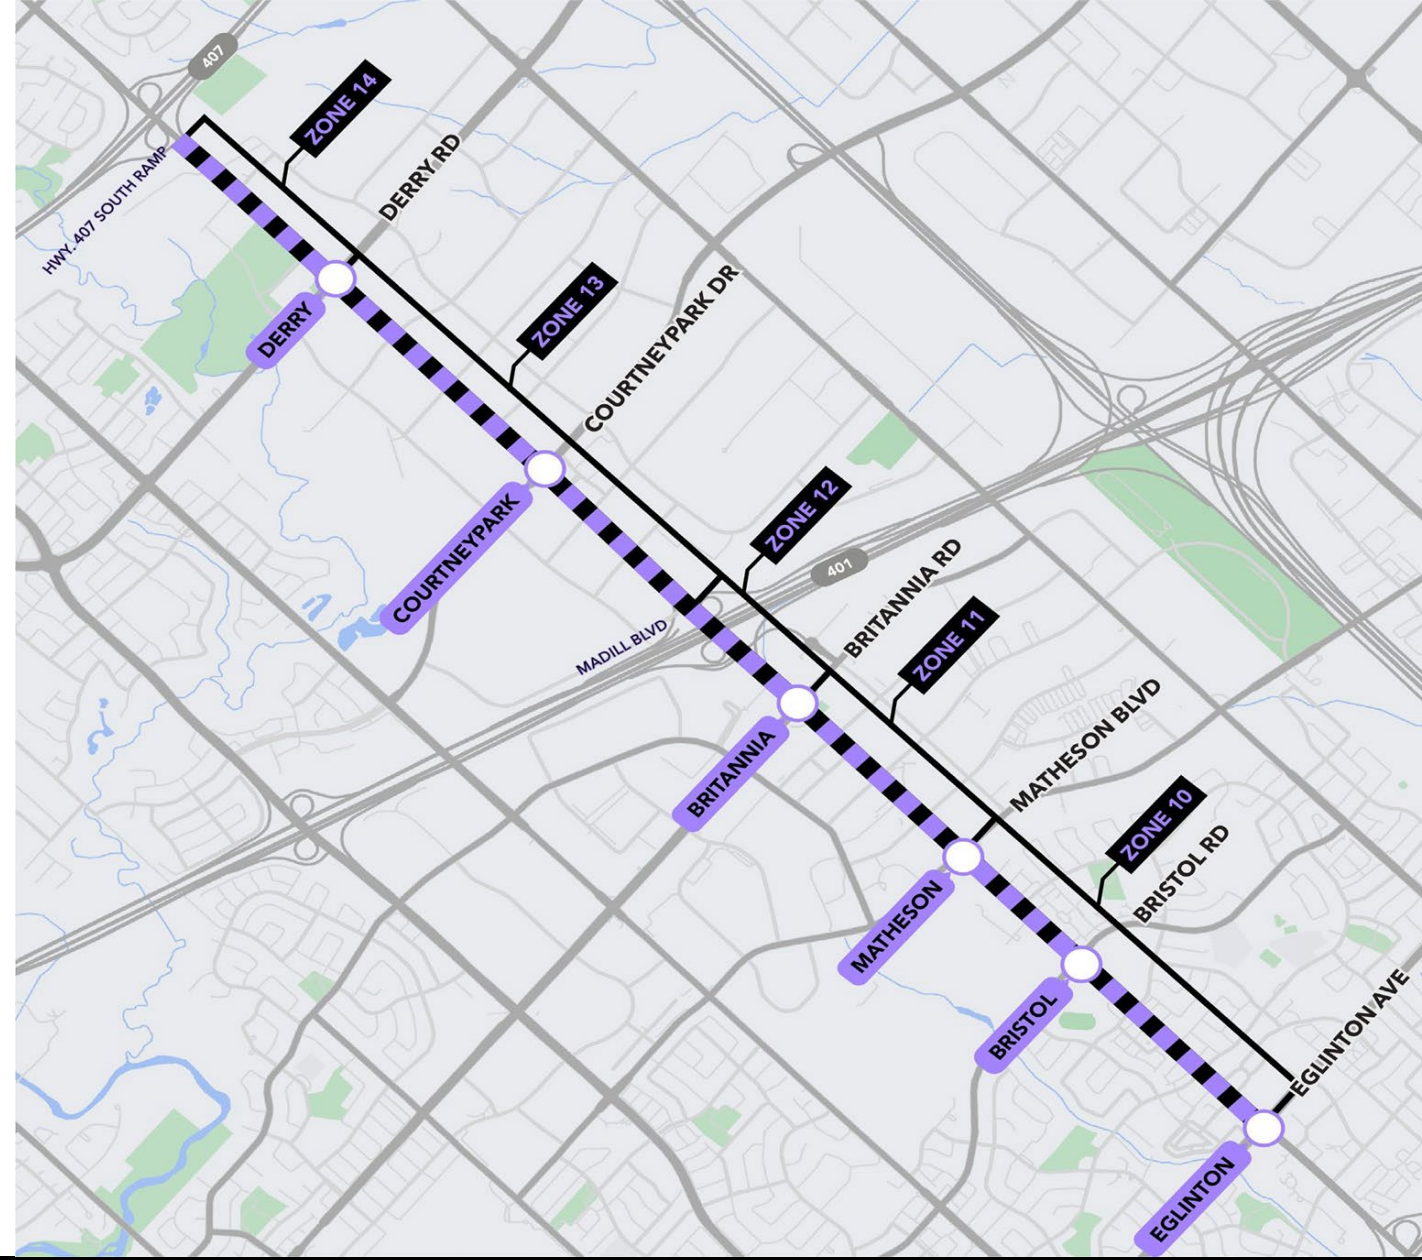 407
ZONE 14
HWY. 407 SOUTH RAMP
DERRY RD
DERRY
ZONE 13
COURTNEYPARK DR
COURTNEYPARK
ZONE 12
401
MADILL BLVD
BRITANNIA RD
ZONE 11
BRITANNIA
MATHESON BLVD
ZONE 10
BRISTOL RD
MATHESON
BRISTOL
EGLINTON AVE
EGLINTON